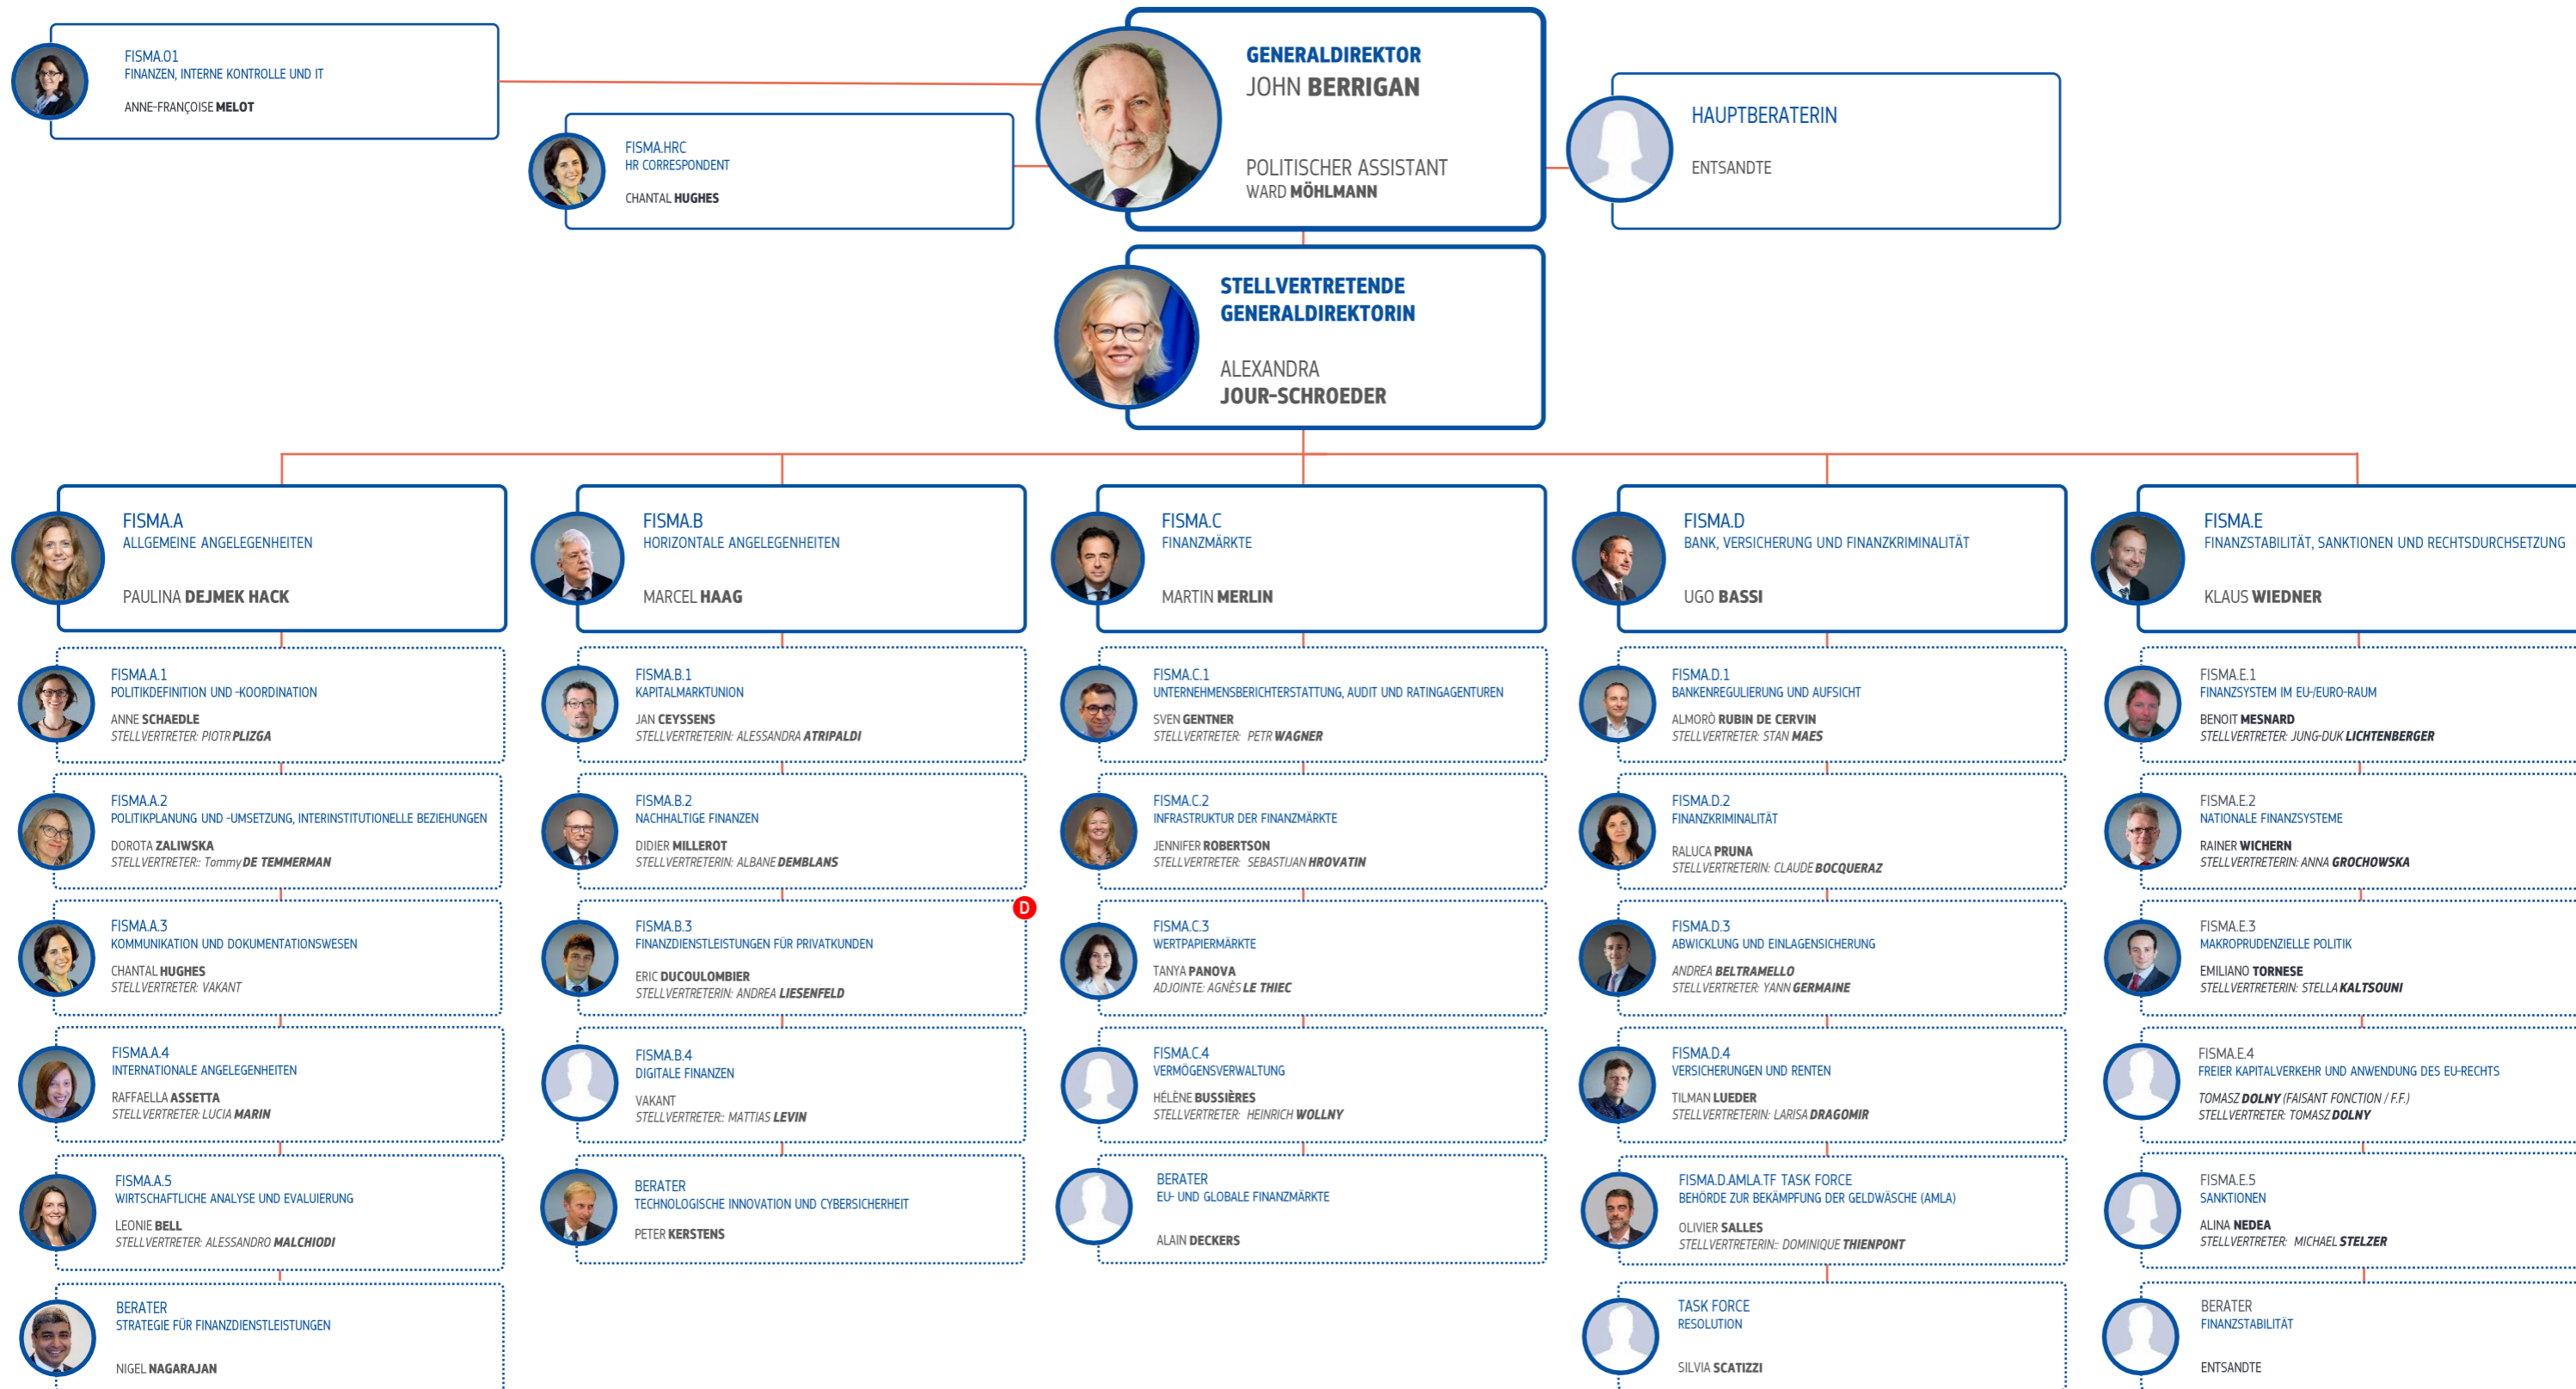 FISMA.01
FINANZEN, INTERNE KONTROLLE UND IT
ANNE-FRANÇOISE MELOT
FISMA.HRC
HR CORRESPONDENT
CHANTAL HUGHES
GENERALDIREKTOR
JOHN BERRIGAN
POLITISCHER ASSISTANT
WARD MÖHLMANN
HAUPTBERATERIN
ENTSANDTE
STELLVERTRETENDE
GENERALDIREKTORIN
ALEXANDRA
JOUR-SCHROEDER
FISMA.A
ALLGEMEINE ANGELEGENHEITEN
PAULINA DEJMEK HACK
FISMA.A.1
POLITIKDEFINITION UND -KOORDINATION
ANNE SCHAEDLE
STELLVERTRETER: PIOTR PLIZGA
FISMA.A.2
POLITIKPLANUNG UND -UMSETZUNG, INTERINSTITUTIONELLE BEZIEHUNGEN
DOROTA ZALIWSKA
STELLVERTRETER:: Tommy DE TEMMERMAN
FISMA.A.3
KOMMUNIKATION UND DOKUMENTATIONSWESEN
CHANTAL HUGHES
STELLVERTRETER: VAKANT
FISMA.A.4
INTERNATIONALE ANGELEGENHEITEN
RAFFAELLA ASSETTA
STELLVERTRETER: LUCIA MARIN
FISMA.A.5
WIRTSCHAFTLICHE ANALYSE UND EVALUIERUNG
LEONIE BELL
STELLVERTRETER: ALESSANDRO MALCHIODI
BERATER
STRATEGIE FÜR FINANZDIENSTLEISTUNGEN
NIGEL NAGARAJAN
FISMA.B
HORIZONTALE ANGELEGENHEITEN
MARCEL HAAG
FISMA.B.1
KAPITALMARKTUNION
JAN CEYSSENS
STELLVERTRETERIN: ALESSANDRA ATRIPALDI
FISMA.B.2
NACHHALTIGE FINANZEN
DIDIER MILLEROT
STELLVERTRETERIN: ALBANE DEMBLANS
D
FISMA.B.3
FINANZDIENSTLEISTUNGEN FÜR PRIVATKUNDEN
ERIC DUCOULOMBIER
STELLVERTRETERIN: ANDREA LIESENFELD
FISMA.B.4
DIGITALE FINANZEN
VAKANT
STELLVERTRETER:: MATTIAS LEVIN
BERATER
TECHNOLOGISCHE INNOVATION UND CYBERSICHERHEIT
PETER KERSTENS
FISMA.C
FINANZMÄRKTE
MARTIN MERLIN
FISMA.C.1
UNTERNEHMENSBERICHTERSTATTUNG, AUDIT UND RATINGAGENTUREN
SVEN GENTNER
STELLVERTRETER: PETR WAGNER
FISMA.C.2
INFRASTRUKTUR DER FINANZMÄRKTE
JENNIFER ROBERTSON
STELLVERTRETER: SEBASTIJAN HROVATIN
FISMA.C.3
WERTPAPIERMÄRKTE
TANYA PANOVA
ADJOINTE: AGNÈS LE THIEC
FISMA.C.4
VERMÖGENSVERWALTUNG
HÉLÈNE BUSSIÈRES
STELLVERTRETER: HEINRICH WOLLNY
BERATER
EU- UND GLOBALE FINANZMÄRKTE
ALAIN DECKERS
FISMA.D
BANK, VERSICHERUNG UND FINANZKRIMINALITÄT
UGO BASSI
FISMA.D.1
BANKENREGULIERUNG UND AUFSICHT
ALMORÒ RUBIN DE CERVIN
STELLVERTRETER: STAN MAES
FISMA.D.2
FINANZKRIMINALITÄT
RALUCA PRUNA
STELLVERTRETERIN: CLAUDE BOCQUERAZ
FISMA.D.3
ABWICKLUNG UND EINLAGENSICHERUNG
ANDREA BELTRAMELLO
STELLVERTRETER: YANN GERMAINE
FISMA.D.4
VERSICHERUNGEN UND RENTEN
TILMAN LUEDER
STELLVERTRETERIN: LARISA DRAGOMIR
FISMA.D.AMLA.TF TASK FORCE
BEHÖRDE ZUR BEKÄMPFUNG DER GELDWÄSCHE (AMLA)
OLIVIER SALLES
STELLVERTRETERIN:: DOMINIQUE THIENPONT
TASK FORCE
RESOLUTION
SILVIA SCATIZZI
FISMA.E
FINANZSTABILITÄT, SANKTIONEN UND RECHTSDURCHSETZUNG
KLAUS WIEDNER
FISMA.E.1
FINANZSYSTEM IM EU-/EURO-RAUM
BENOIT MESNARD
STELLVERTRETER: JUNG-DUK LICHTENBERGER
FISMA.E.2
NATIONALE FINANZSYSTEME
RAINER WICHERN
STELLVERTRETERIN: ANNA GROCHOWSKA
FISMA.E.3
MAKROPRUDENZIELLE POLITIK
EMILIANO TORNESE
STELLVERTRETERIN: STELLA KALTSOUNI
FISMA.E.4
FREIER KAPITALVERKEHR UND ANWENDUNG DES EU-RECHTS
TOMASZ DOLNY (FAISANT FONCTION / F.F.)
STELLVERTRETER: TOMASZ DOLNY
FISMA.E.5
SANKTIONEN
ALINA NEDEA
STELLVERTRETER: MICHAEL STELZER
BERATER
FINANZSTABILITÄT
ENTSANDTE